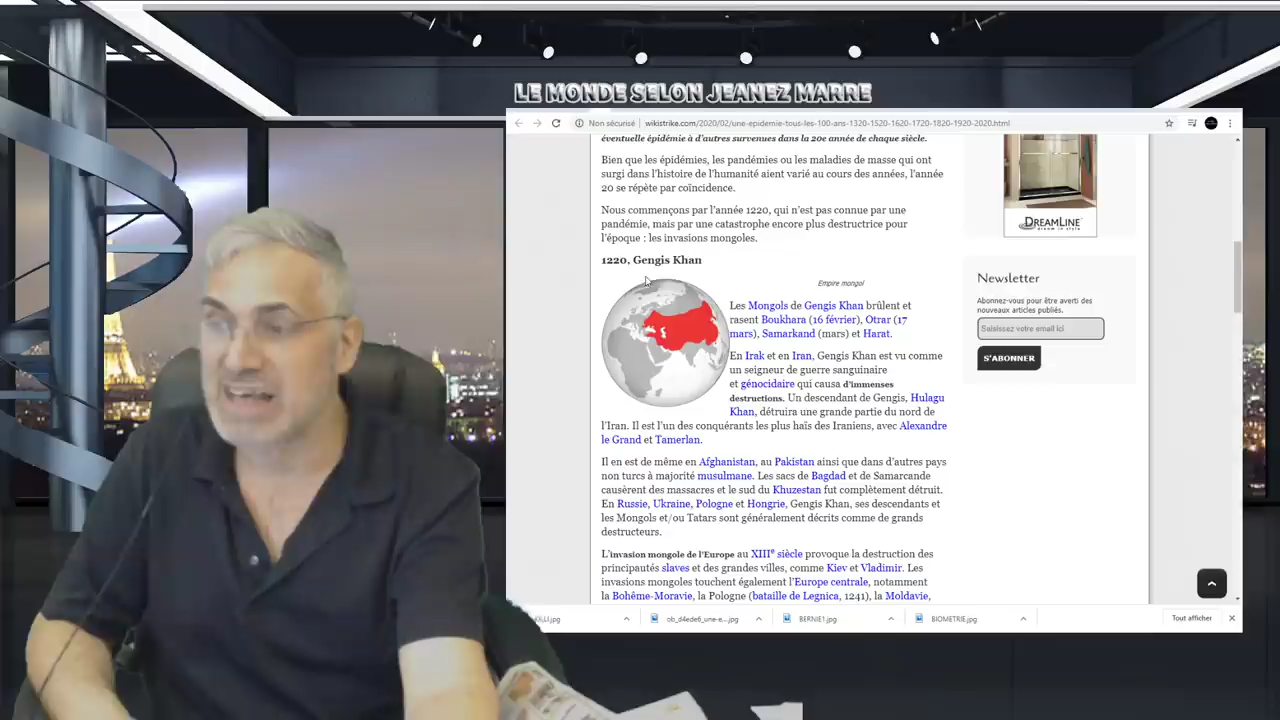 LE MONDE SELON JEANEZ MARRE
Non sécurisé
wikistrike.com/2020/02/une-epidemie-tous-les-100-ans-1320-1520-1620-1720-1820-1920-2020.html
éventuelle épidémie à d'autres survenues dans la 20e année de chaque siècle.
Bien que les épidémies, les pandémies ou les maladies de masse qui ont
surgi dans l'histoire de l'humanité aient varié au cours des années, l'année
20 se répète par coïncidence.
Nous commençons par l'année 1220, qui n'est pas connue par une
pandémie, mais par une catastrophe encore plus destructrice pour
l'époque : les invasions mongoles.
1220, Gengis Khan
Empire mongol
Les Mongols de Gengis Khan brûlent et
rasent Boukhara (16 février), Otrar (17
mars), Samarkand (mars) et Harat.
En Irak et en Iran, Gengis Khan est vu comme
un seigneur de guerre sanguinaire
et génocidaire qui causa d'immenses
destructions. Un descendant de Gengis, Hulagu
Khan, détruira une grande partie du nord de
l'Iran. Il est l'un des conquérants les plus haïs des Iraniens, avec Alexandre
le Grand et Tamerlan.
Il en est de même en Afghanistan, au Pakistan ainsi que dans d'autres pays
non turcs à majorité musulmane. Les sacs de Bagdad et de Samarcande
causèrent des massacres et le sud du Khuzestan fut complètement détruit.
En Russie, Ukraine, Pologne et Hongrie, Gengis Khan, ses descendants et
les Mongols et/ou Tatars sont généralement décrits comme de grands
destructeurs.
L'invasion mongole de l'Europe au XIIIe siècle provoque la destruction des
principautés slaves et des grandes villes, comme Kiev et Vladimir. Les
invasions mongoles touchent également l'Europe centrale, notamment
la Bohême-Moravie, la Pologne (bataille de Legnica, 1241), la Moldavie,
DREAMLINE
dream in style
Newsletter
Abonnez-vous pour être averti des
nouveaux articles publiés.
Saisissez votre email ici
S'ABONNER
ob_d4ede6_une-e....jpg
BERNIE1.jpg
BIOMETRIE.jpg
Tout afficher